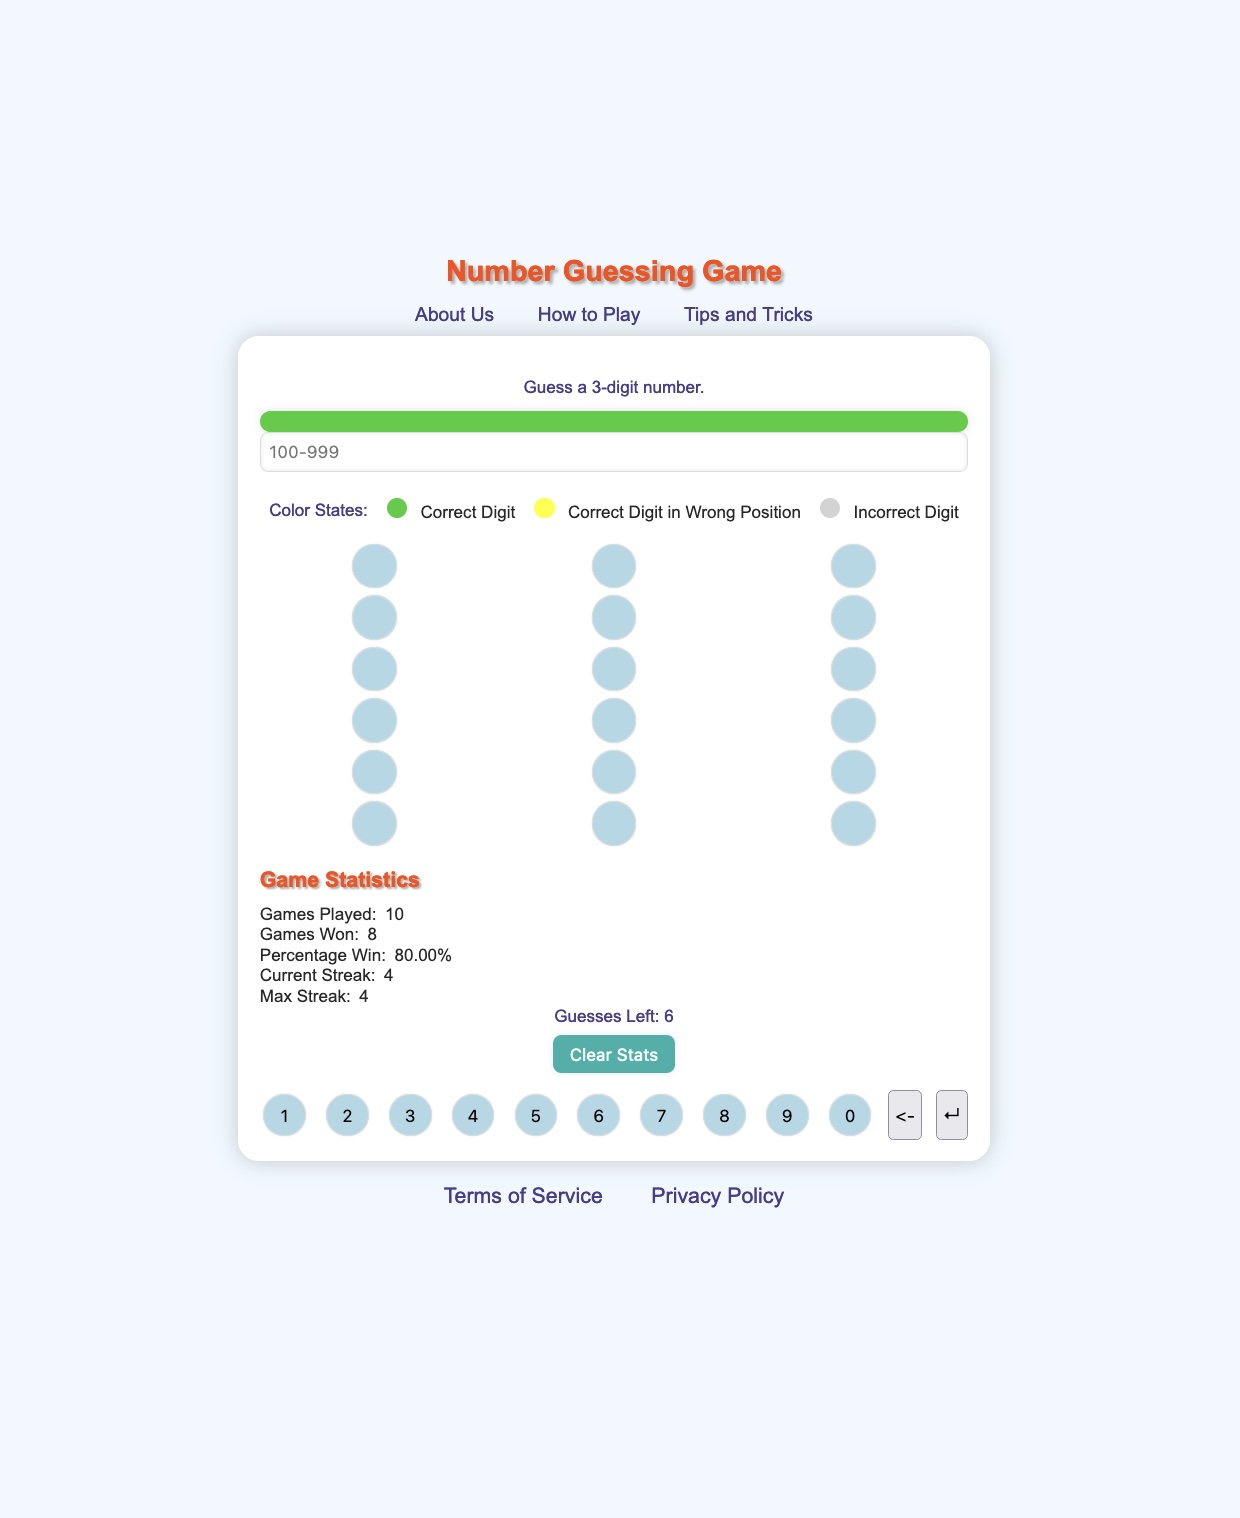 Number Guessing Game
About Us How to Play Tips and Tricks
Guess a 3-digit number.
100-999
Color States: Correct Digit Correct Digit in Wrong Position Incorrect Digit
Game Statistics
Games Played: 10
Games Won: 8
Percentage Win: 80.00%
Current Streak: 4
Max Streak: 4
Guesses Left: 6
Clear Stats
1 2 3 4 5 6 7 8 9 0 <- ↵
Terms of Service Privacy Policy